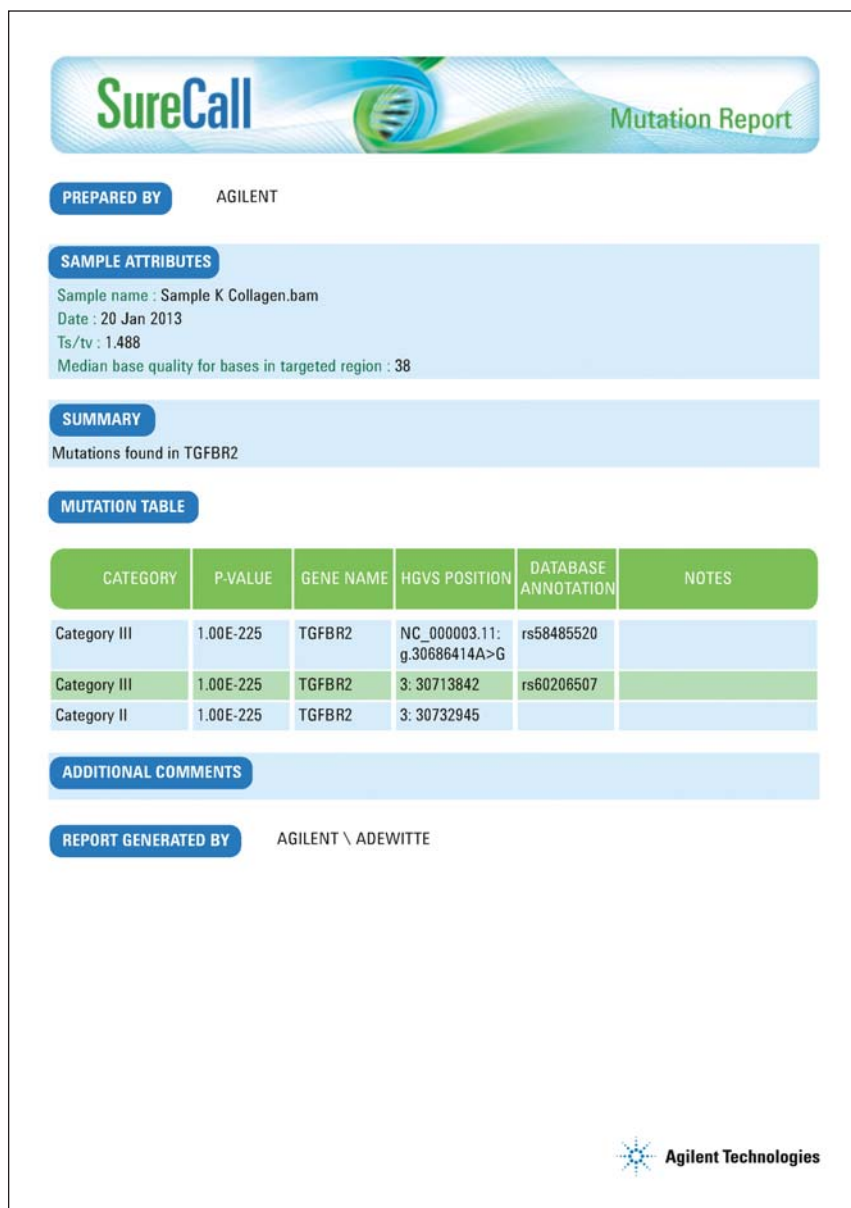 SureCall
Mutation Report
PREPARED BY AGILENT
SAMPLE ATTRIBUTES
Sample name : Sample K Collagen.bam
Date : 20 Jan 2013
Ts/tv : 1.488
Median base quality for bases in targeted region : 38
SUMMARY
Mutations found in TGFBR2
MUTATION TABLE
CATEGORY P-VALUE GENE NAME HGVS POSITION DATABASE ANNOTATION NOTES
Category III 1.00E-225 TGFBR2 NC_000003.11: rs58485520
g.30686414A>G
Category III 1.00E-225 TGFBR2 3: 30713842 rs60206507
Category II 1.00E-225 TGFBR2 3: 30732945
ADDITIONAL COMMENTS
REPORT GENERATED BY AGILENT \ ADEWITTE
Agilent Technologies